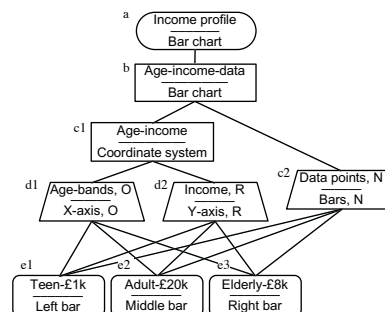 a
Income profile
Bar chart
b
Age-income-data
Bar chart
c1
Age-income
Coordinate system
c2
Data points, N
Bars, N
d1
Age-bands, O
X-axis, O
d2
Income, R
Y-axis, R
e1
Teen-£1k
Left bar
e2
Adult-£20k
Middle bar
e3
Elderly-£8k
Right bar